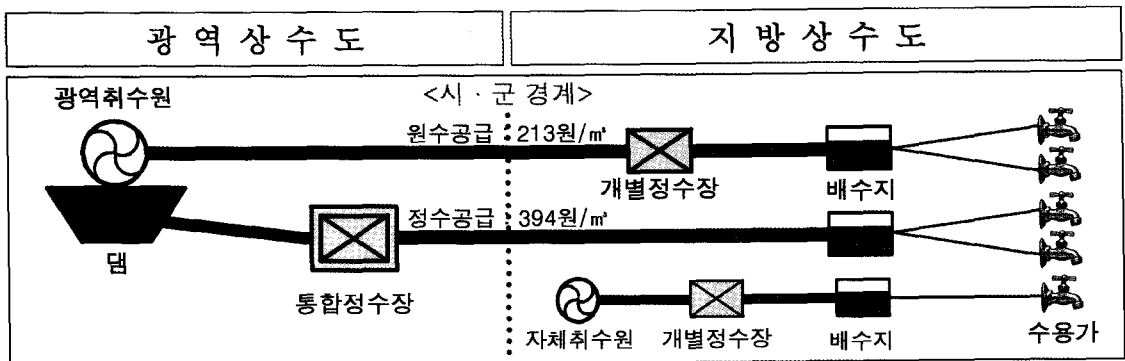 광 역 상 수 도
지 방 상 수 도
<시 · 군 경계>
광역취수원
원수공급 : 213원/㎥
개별정수장
배수지
정수공급 : 394원/㎥
댐
통합정수장
자체취수원
개별정수장
배수지
수용가